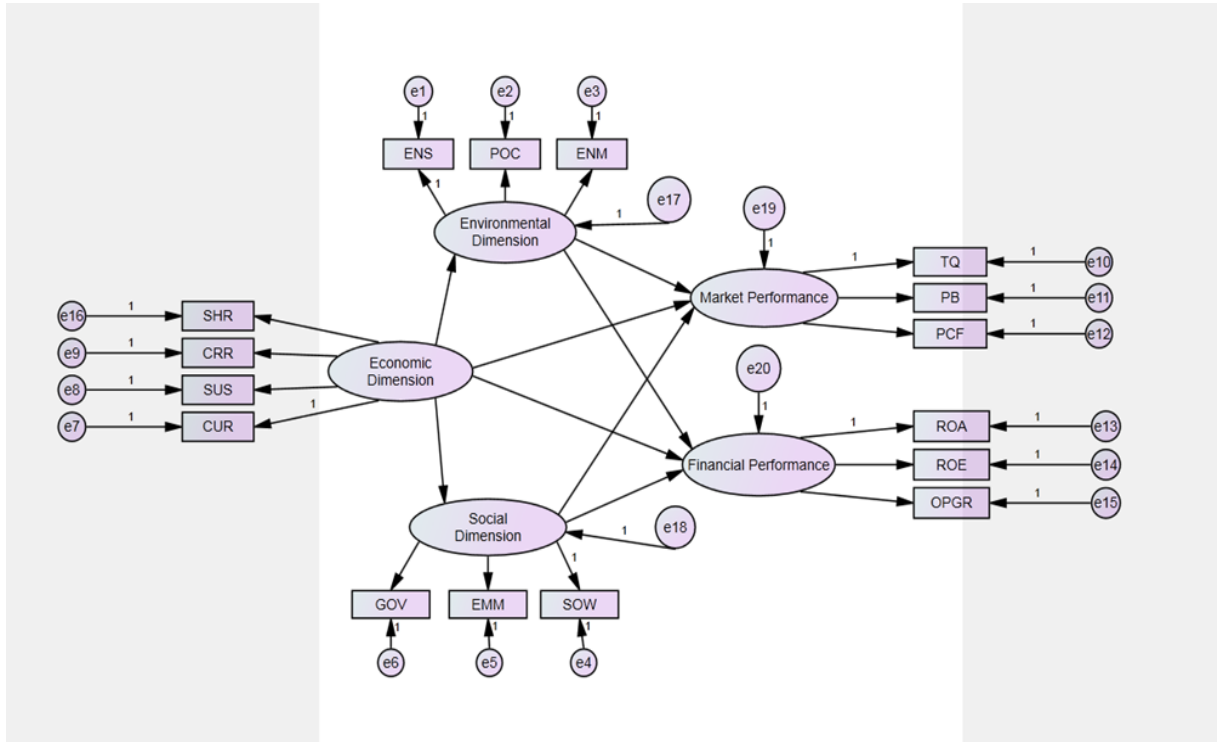 e1
e2
e3
1
1
1
ENS
POC
ENM
1
e17
1
Environmental
Dimension
e19
1
Market Performance
1
TQ
1
e10
PB
1
e11
PCF
1
e12
e16
1
SHR
e9
1
CRR
e8
1
SUS
e7
1
CUR
1
Economic
Dimension
e20
1
Financial Performance
1
ROA
1
e13
ROE
1
e14
OPGR
1
e15
Social
Dimension
1
e18
1
GOV
EMM
SOW
1
1
1
e6
e5
e4